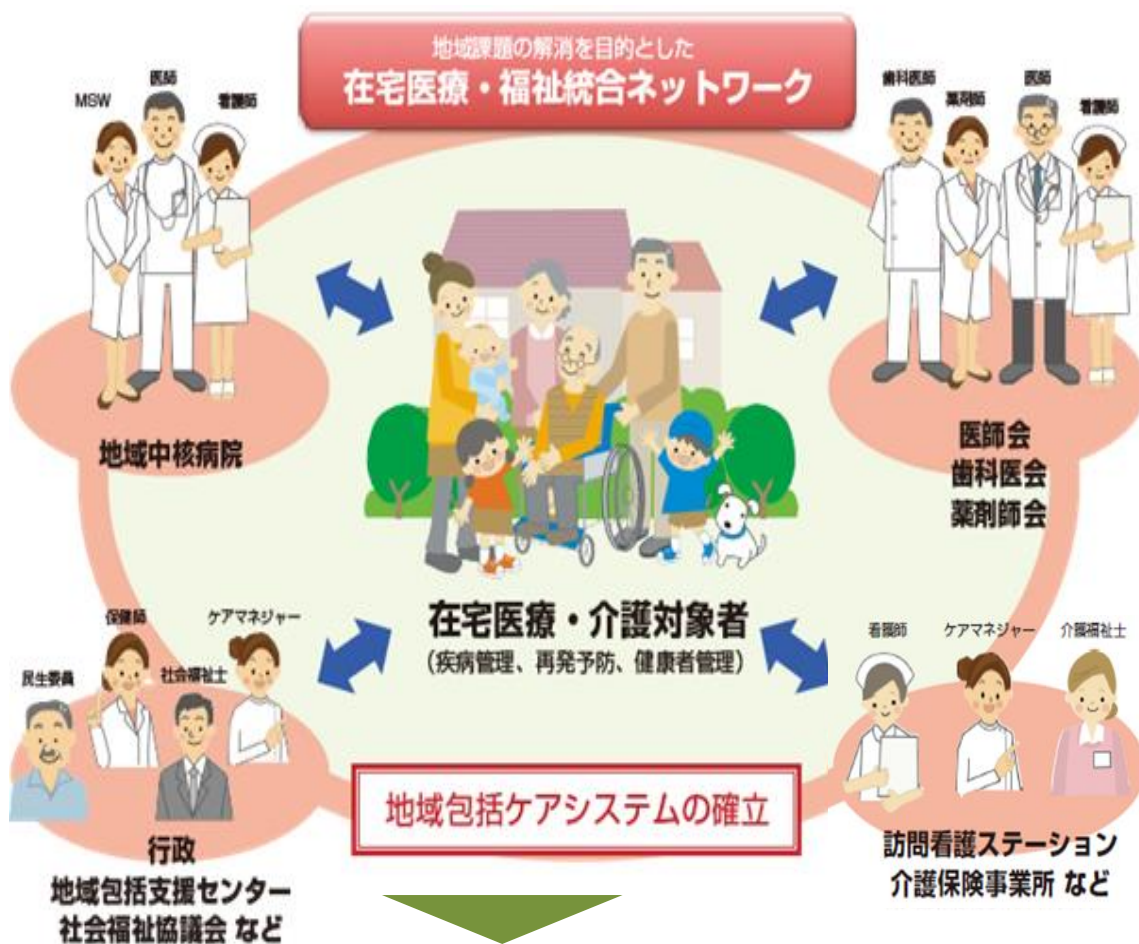 地域課題の解消を目的とした
在宅医療・福祉統合ネットワーク
MSW
医師
看護師
地域中核病院
歯科医師
薬剤師
医師
看護師
医師会
歯科医会
薬剤師会
在宅医療・介護対象者
(疾病管理、再発予防、健康者管理)
民生委員
保健師
社会福祉士
ケアマネジャー
行政
地域包括支援センター
社会福祉協議会 など
看護師
ケアマネジャー
介護福祉士
訪問看護ステーション
介護保険事業所 など
地域包括ケアシステムの確立